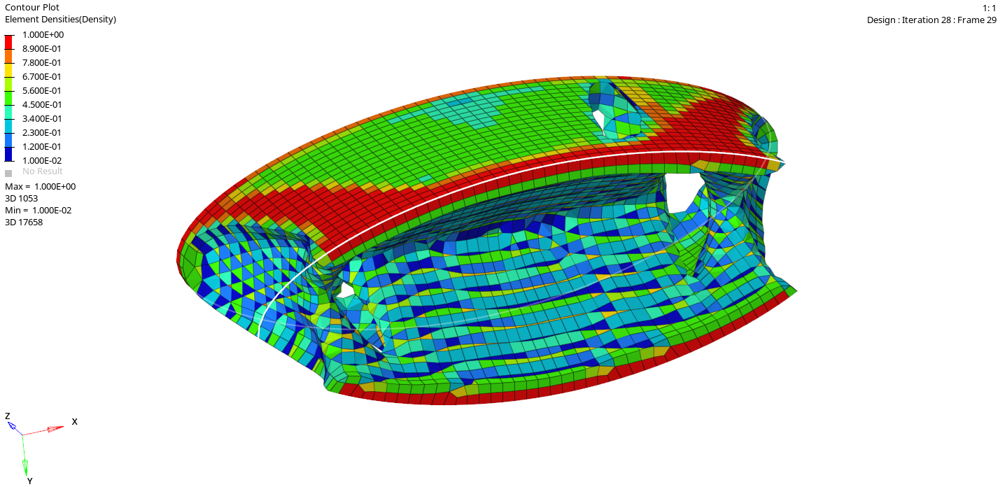 Contour Plot
Element Densities(Density)
1.000E+00
8.900E-01
7.800E-01
6.700E-01
5.600E-01
4.500E-01
3.400E-01
2.300E-01
1.200E-01
1.000E-02
No Result
Max = 1.000E+00
3D 1053
Min = 1.000E-02
3D 17658
1: 1
Design : Iteration 28 : Frame 29
Z
X
Y